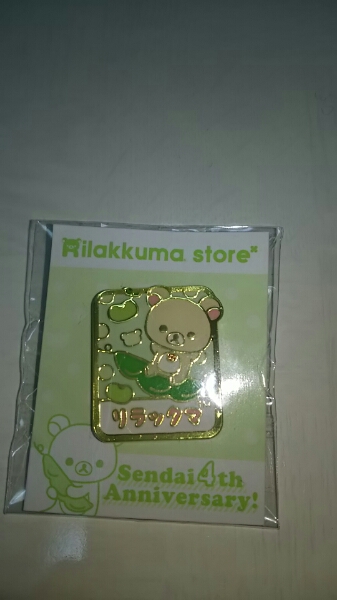 Rilakkuma store
リラックマ
Sendai 4th
Anniversary!